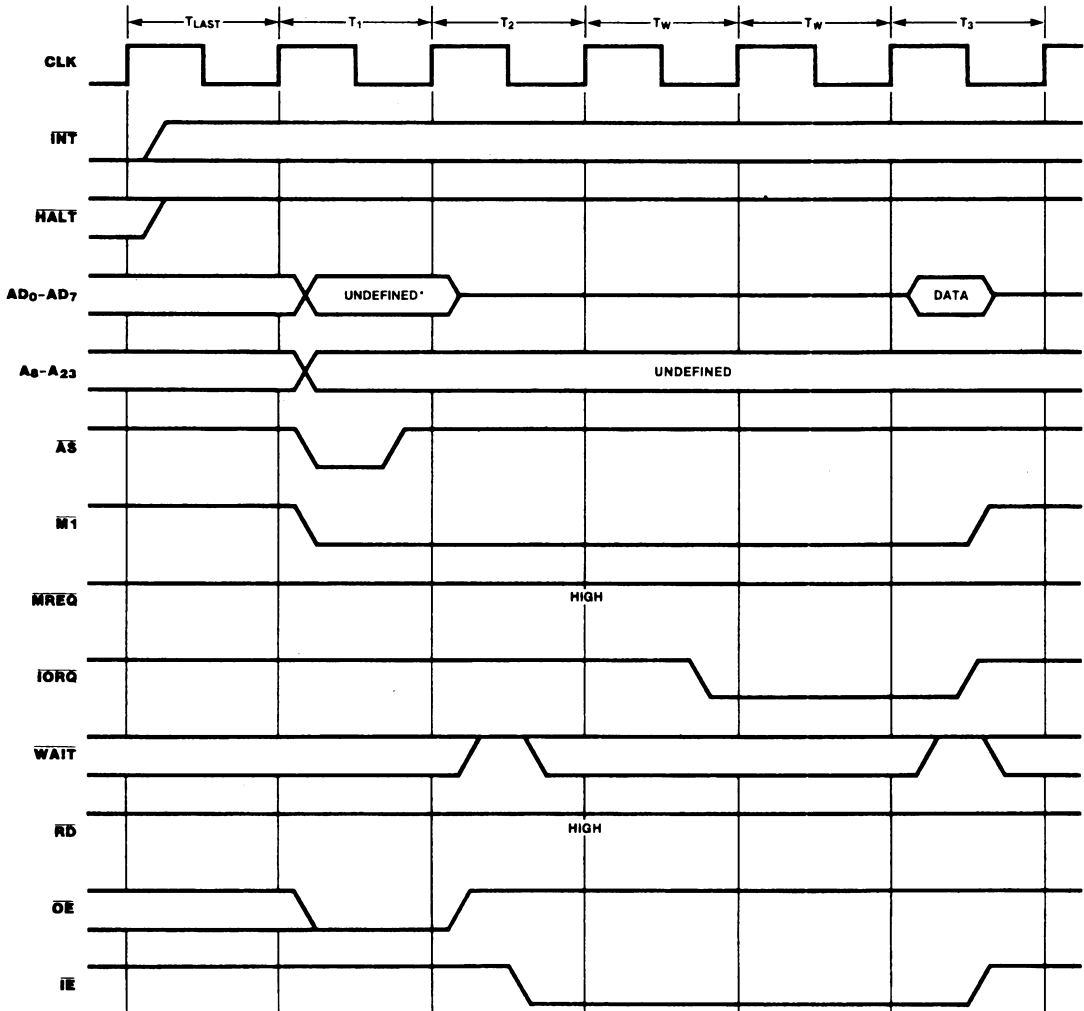 TLAST T1 T2 TW TW T3
CLK
INT
HALT
AD0-AD7 UNDEFINED* DATA
A8-A23 UNDEFINED
AS
M1
MREQ HIGH
IORQ
WAIT
RD HIGH
OE
IE